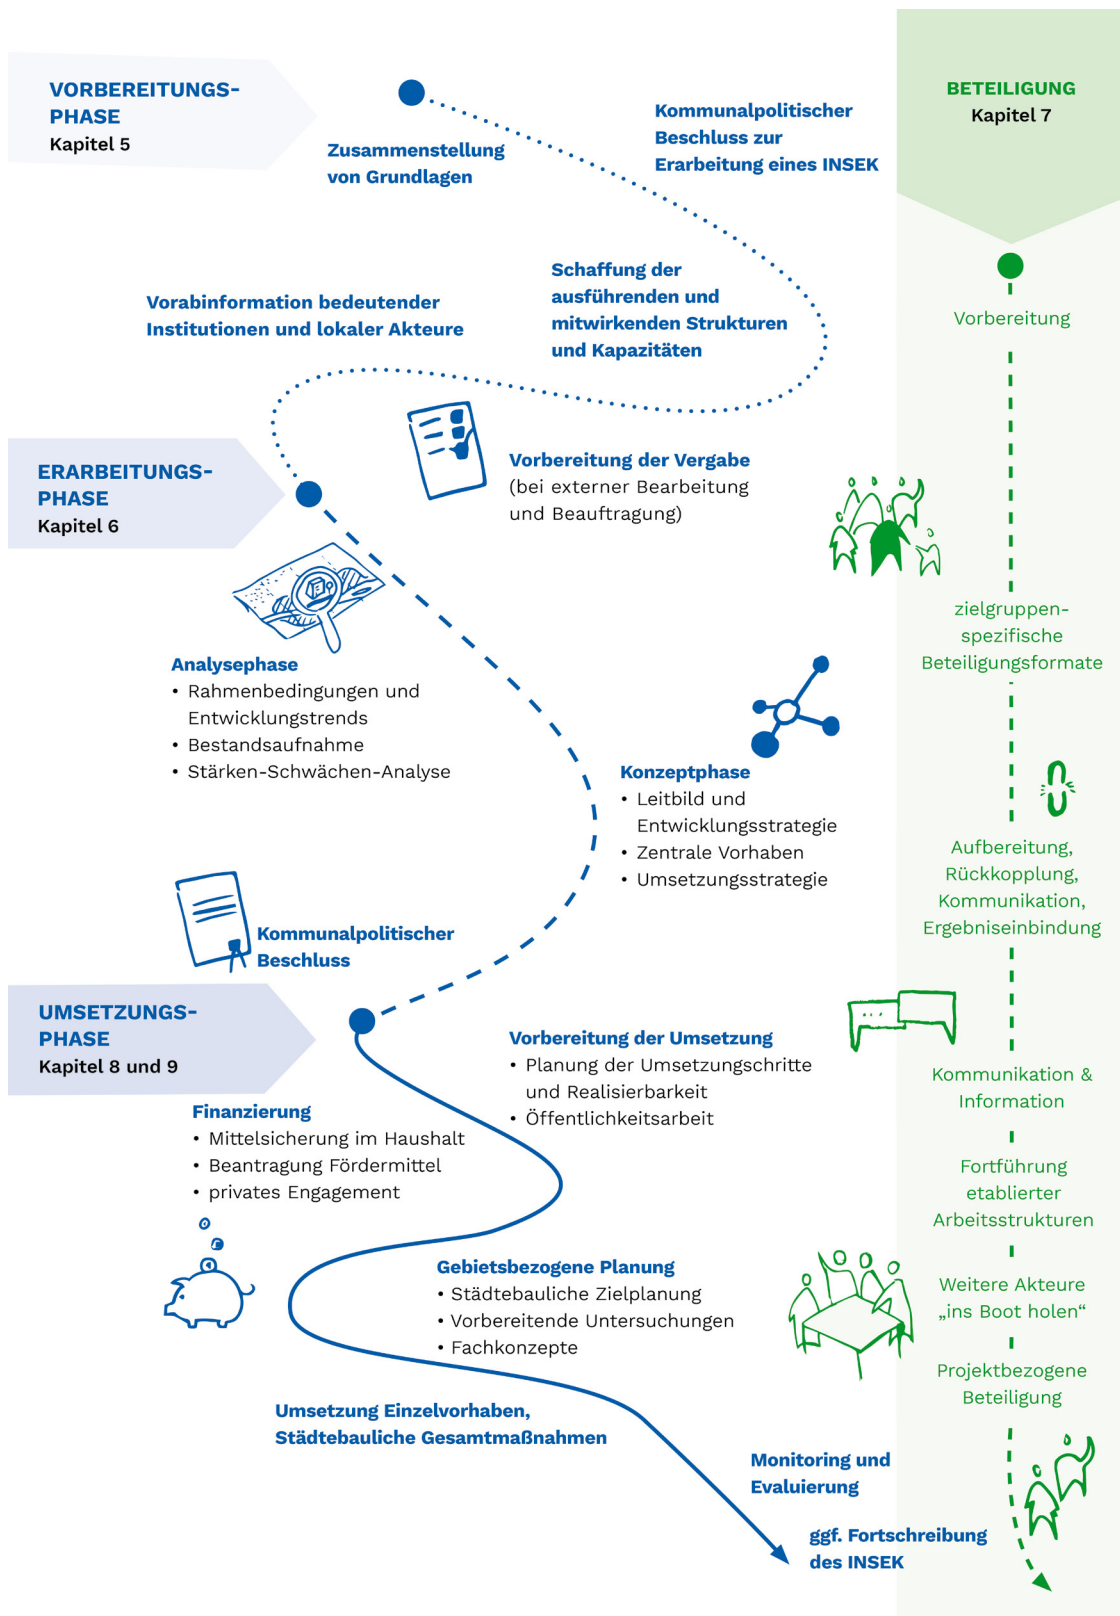 VORBEREITUNGS-
PHASE
Kapitel 5
Zusammenstellung
von Grundlagen
Kommunalpolitischer
Beschluss zur
Erarbeitung eines INSEK
Schaffung der
ausführenden und
mitwirkenden Strukturen
und Kapazitäten
Vorabinformation bedeutender
Institutionen und lokaler Akteure
Vorbereitung der Vergabe
(bei externer Bearbeitung
und Beauftragung)
ERARBEITUNGS-
PHASE
Kapitel 6
Analysephase
• Rahmenbedingungen und
Entwicklungstrends
• Bestandsaufnahme
• Stärken-Schwächen-Analyse
Konzeptphase
• Leitbild und
Entwicklungsstrategie
• Zentrale Vorhaben
• Umsetzungsstrategie
Kommunalpolitischer
Beschluss
UMSETZUNGS-
PHASE
Kapitel 8 und 9
Vorbereitung der Umsetzung
• Planung der Umsetzungschritte
und Realisierbarkeit
• Öffentlichkeitsarbeit
Finanzierung
• Mittelsicherung im Haushalt
• Beantragung Fördermittel
• privates Engagement
Gebietsbezogene Planung
• Städtebauliche Zielplanung
• Vorbereitende Untersuchungen
• Fachkonzepte
Umsetzung Einzelvorhaben,
Städtebauliche Gesamtmaßnahmen
Monitoring und
Evaluierung
ggf. Fortschreibung
des INSEK
BETEILIGUNG
Kapitel 7
Vorbereitung
zielgruppen-
spezifische
Beteiligungsformate
Aufbereitung,
Rückkopplung,
Kommunikation,
Ergebniseinbindung
Kommunikation &
Information
Fortführung
etablierter
Arbeitsstrukturen
Weitere Akteure
„ins Boot holen“
Projektbezogene
Beteiligung